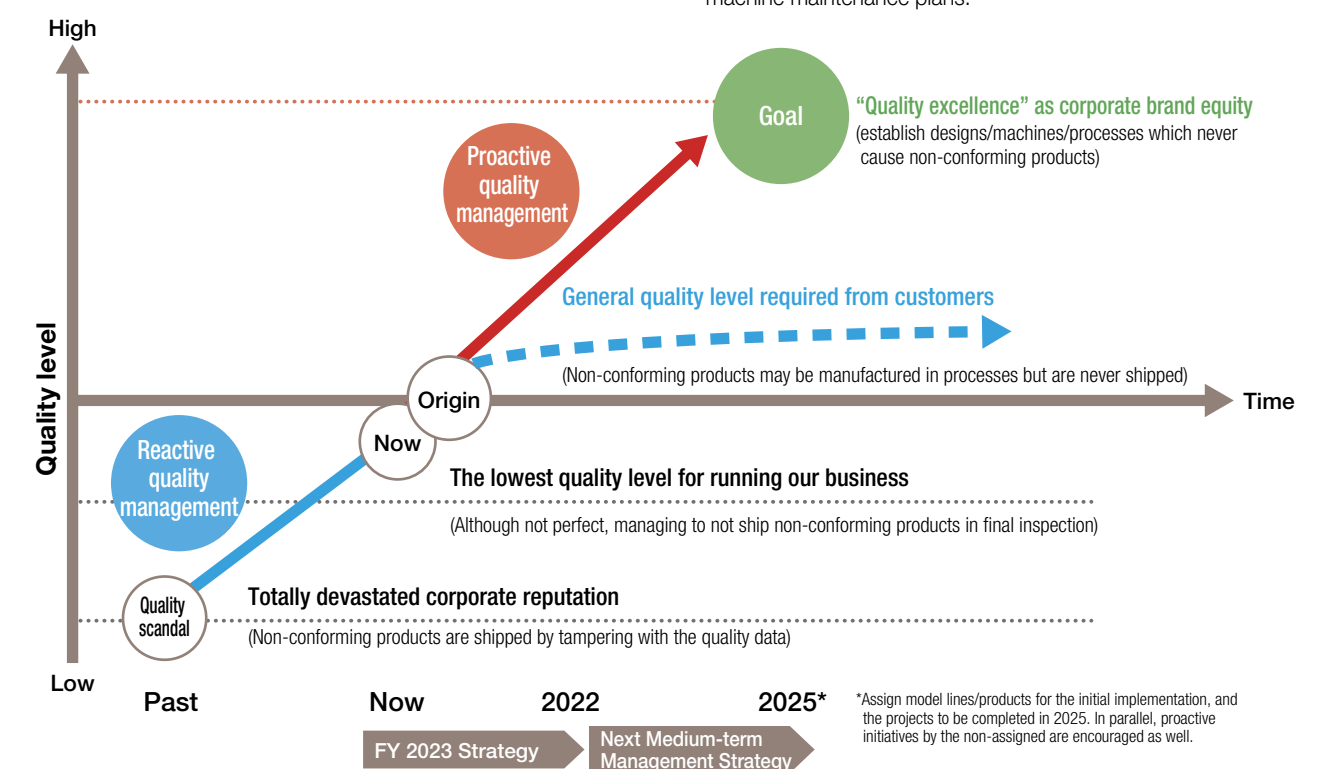 machine maintenance plans.
High
Goal
“Quality excellence” as corporate brand equity
(establish designs/machines/processes which never
cause non-conforming products)
Proactive
quality
management
General quality level required from customers
(Non-conforming products may be manufactured in processes but are never shipped)
Quality level
Origin
Time
Now
Reactive
quality
management
The lowest quality level for running our business
(Although not perfect, managing to not ship non-conforming products in final inspection)
Quality
scandal
Totally devastated corporate reputation
(Non-conforming products are shipped by tampering with the quality data)
Low
Past
Now
2022
2025*
*Assign model lines/products for the initial implementation, and
the projects to be completed in 2025. In parallel, proactive
initiatives by the non-assigned are encouraged as well.
FY 2023 Strategy
Next Medium-term
Management Strategy